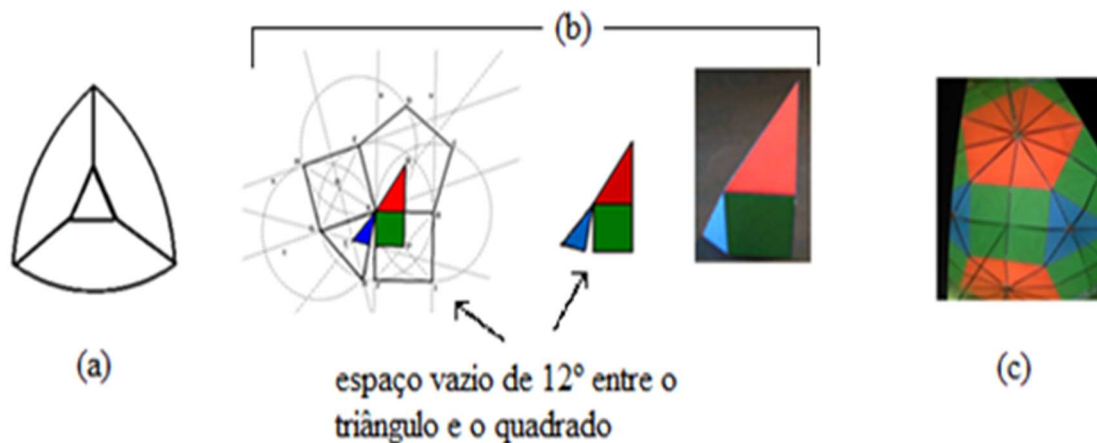 (b)
(a)
espaço vazio de 12º entre o
triângulo e o quadrado
(c)